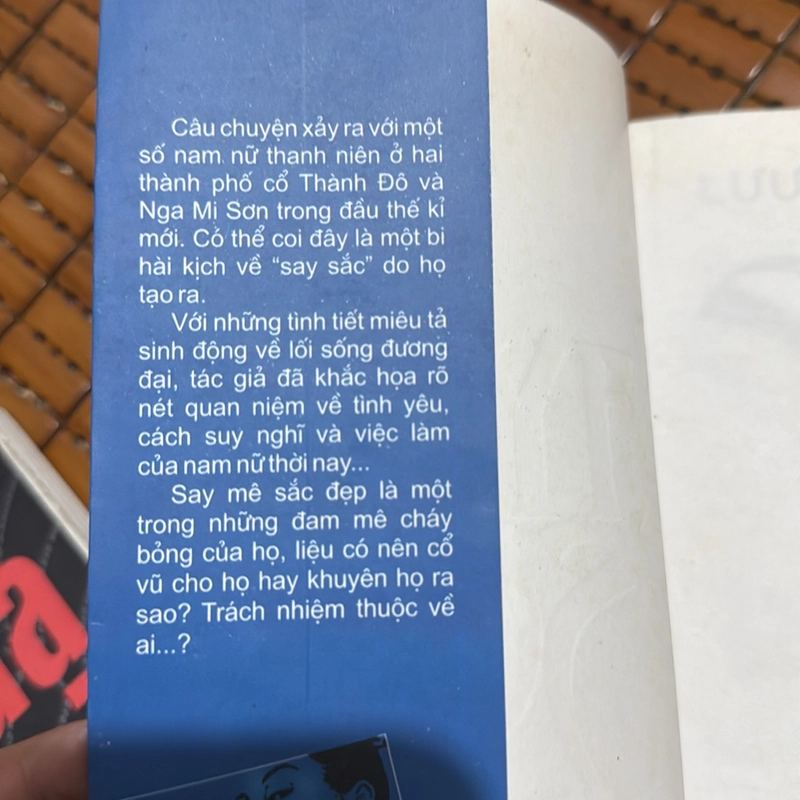 Câu chuyện xảy ra với một
số nam nữ thanh niên ở hai
thành phố cổ Thành Đô và
Nga Mi Sơn trong đầu thế kỉ
mới. Có thể coi đây là một bi
hài kịch về “say sắc” do họ
tạo ra.
Với những tình tiết miêu tả
sinh động về lối sống đương
đại, tác giả đã khắc họa rõ
nét quan niệm về tình yêu,
cách suy nghĩ và việc làm
của nam nữ thời nay...
Say mê sắc đẹp là một
trong những đam mê cháy
bỏng của họ, liệu có nên cổ
vũ cho họ hay khuyên họ ra
sao? Trách nhiệm thuộc về
ai...?